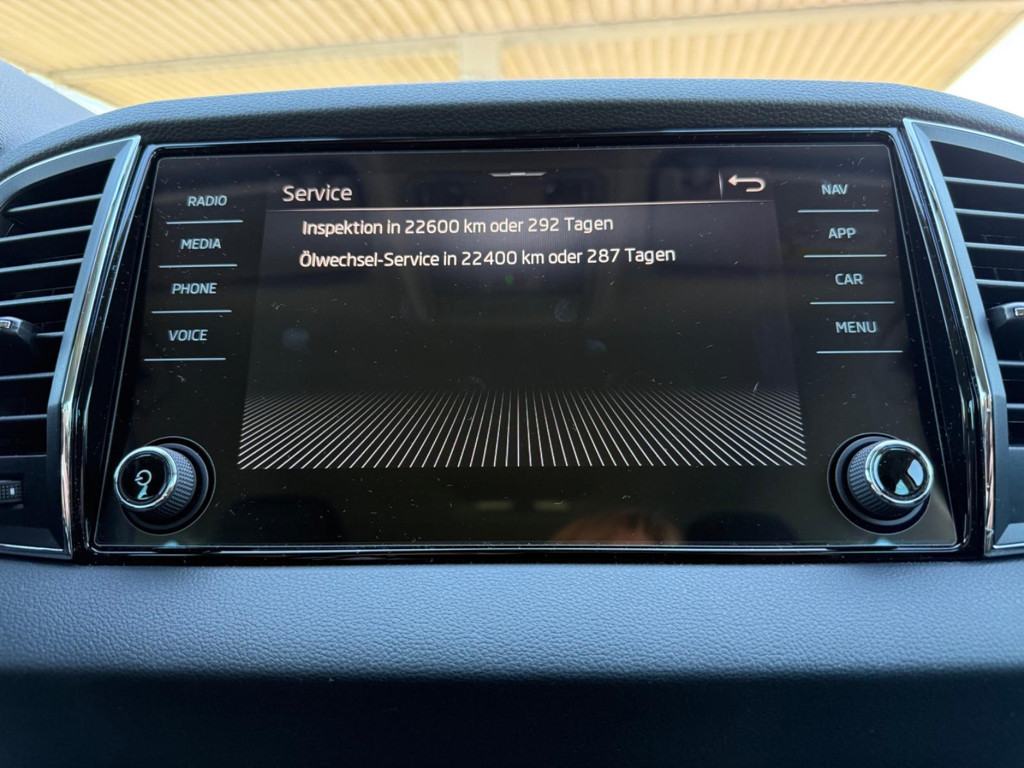 Service
Inspektion in 22600 km oder 292 Tagen
Ölwechsel-Service in 22400 km oder 287 Tagen
RADIO
MEDIA
PHONE
VOICE
NAV
APP
CAR
MENU